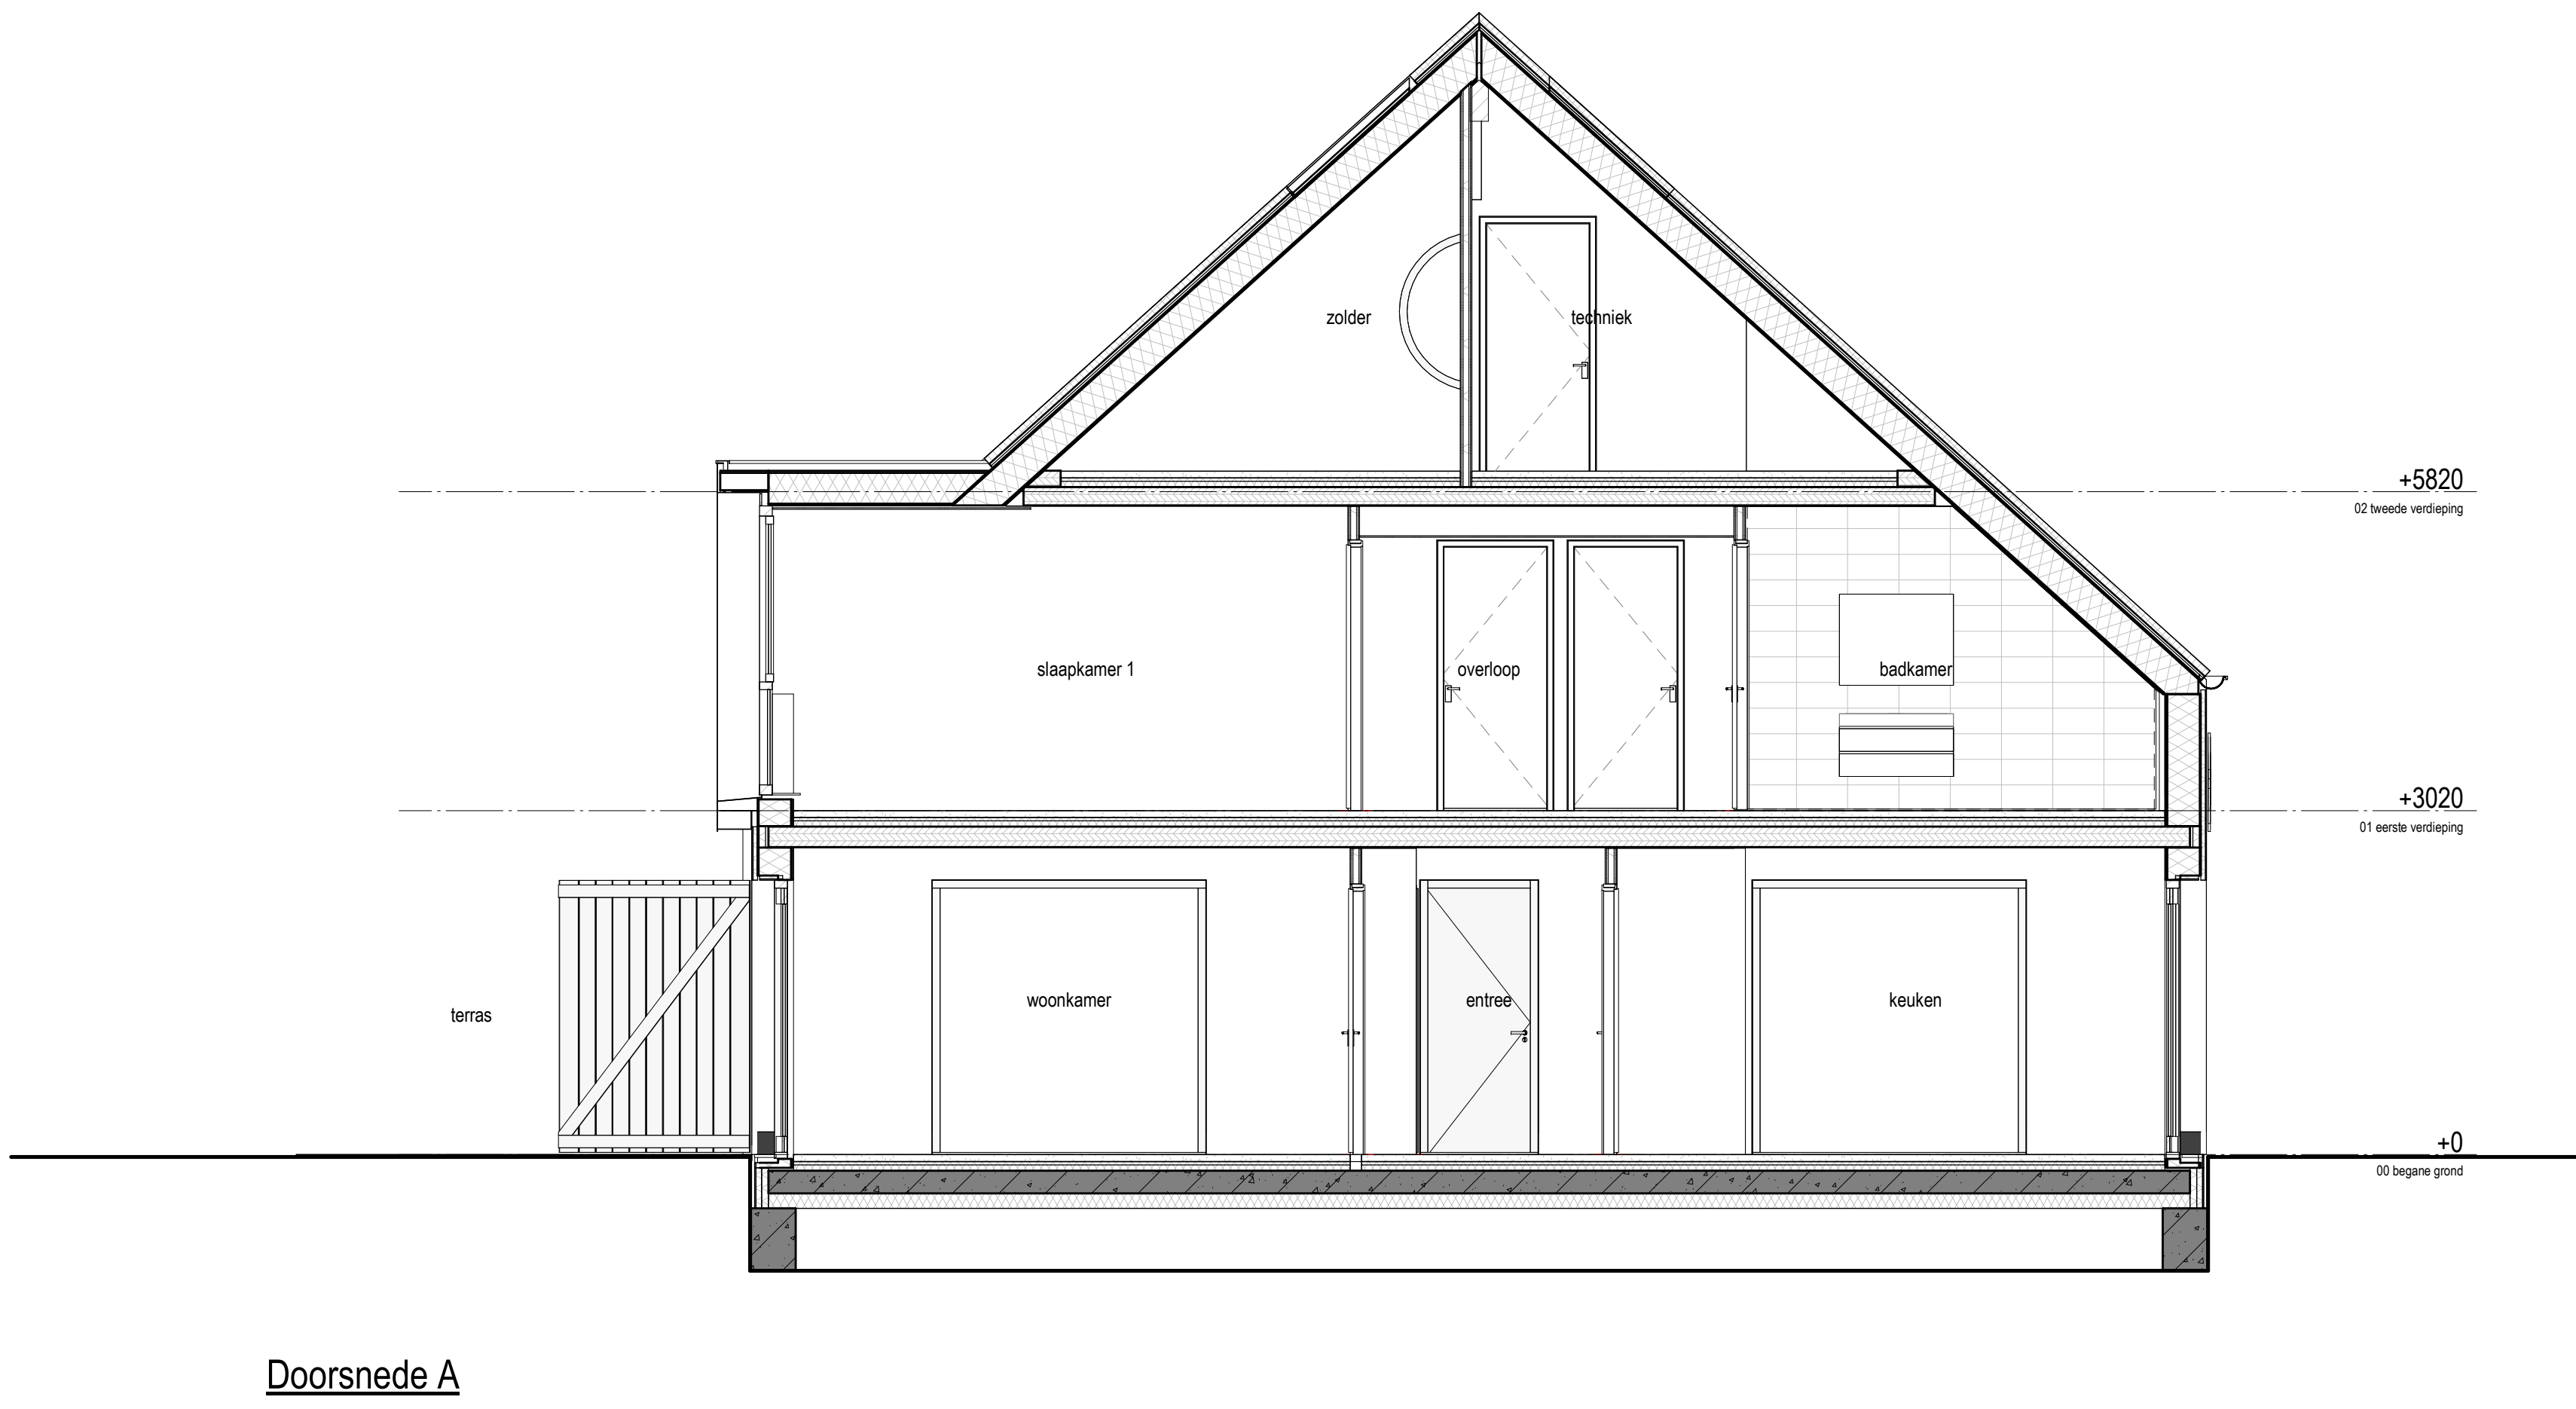 zolder
techniek
+5820
02 tweede verdieping
slaapkamer 1
overloop
badkamer
+3020
01 eerste verdieping
terras
woonkamer
entree
keuken
+0
00 begane grond
Doorsnede A